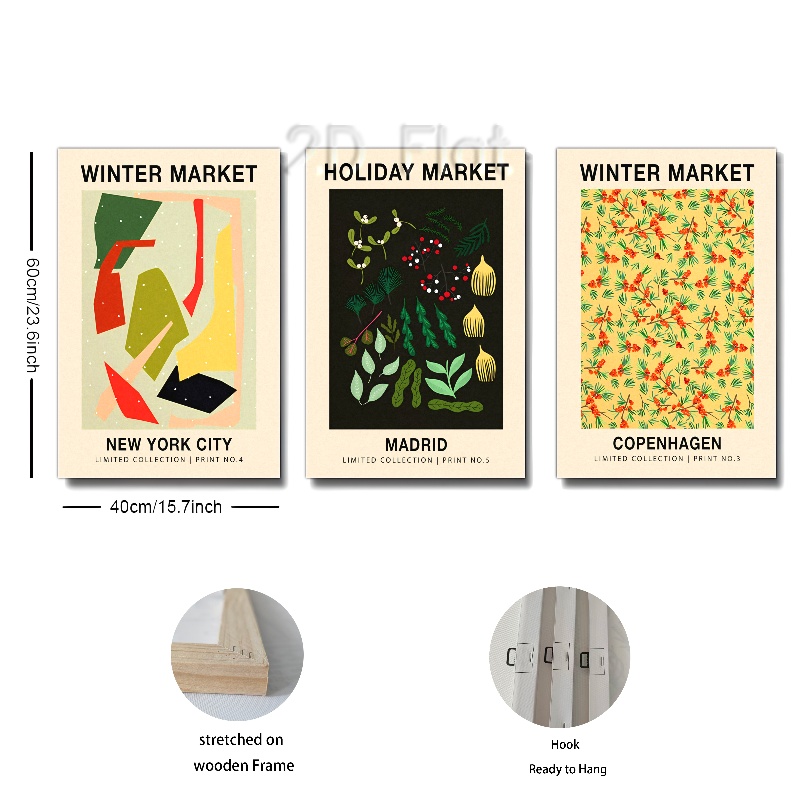 2D Flat
WINTER MARKET
HOLIDAY MARKET
WINTER MARKET
60cm/23.6inch
NEW YORK CITY
LIMITED COLLECTION | PRINT NO.4
MADRID
LIMITED COLLECTION | PRINT NO.5
COPENHAGEN
LIMITED COLLECTION | PRINT NO.3
40cm/15.7inch
stretched on
wooden Frame
Hook
Ready to Hang